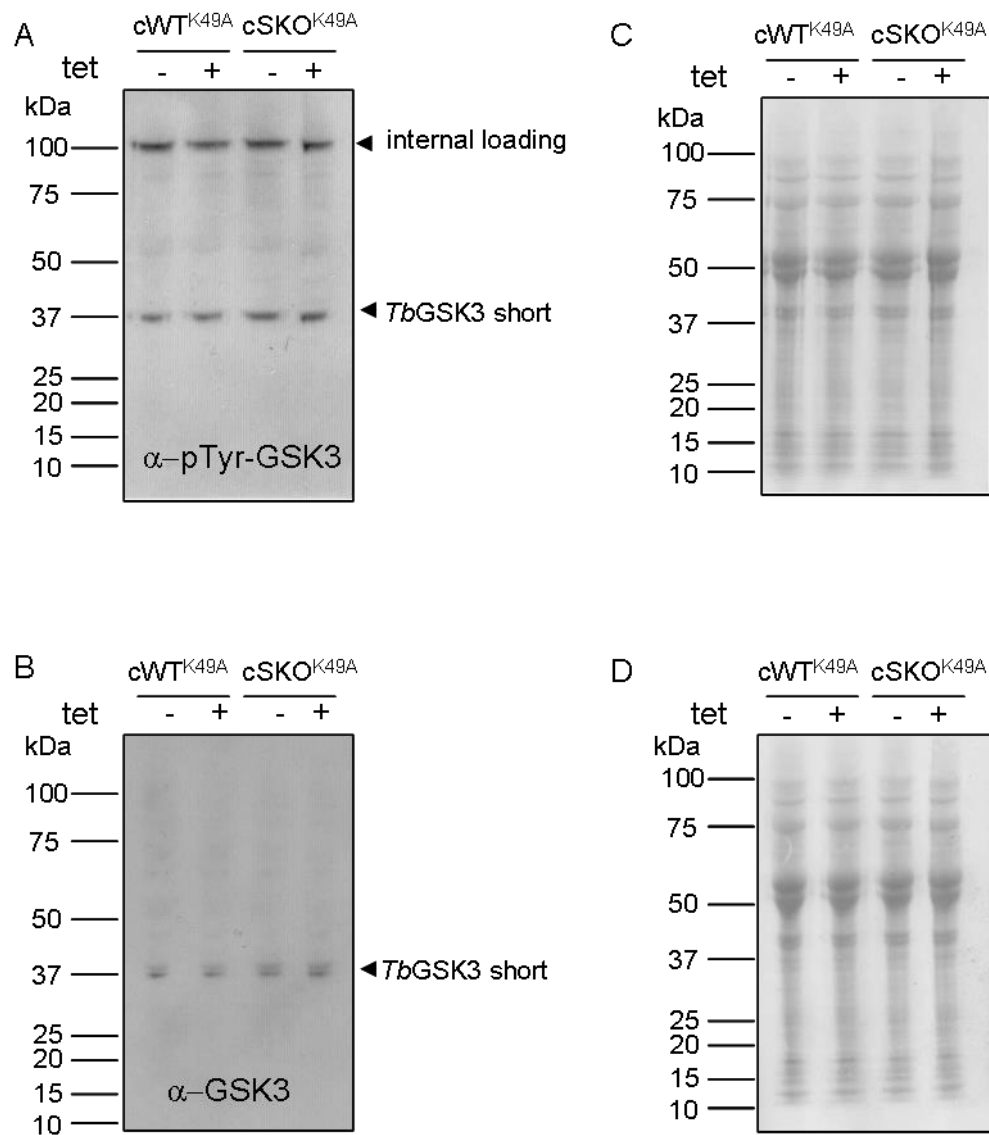 A
cWT^K49A cSKO^K49A
tet - + - +
kDa
100
75
50
37
25
20
15
10
internal loading
TbGSK3 short
α–pTyr-GSK3
C
cWT^K49A cSKO^K49A
tet - + - +
kDa
100
75
50
37
25
20
15
10
B
cWT^K49A cSKO^K49A
tet - + - +
kDa
100
75
50
37
25
20
15
10
TbGSK3 short
α–GSK3
D
cWT^K49A cSKO^K49A
tet - + - +
kDa
100
75
50
37
25
20
15
10